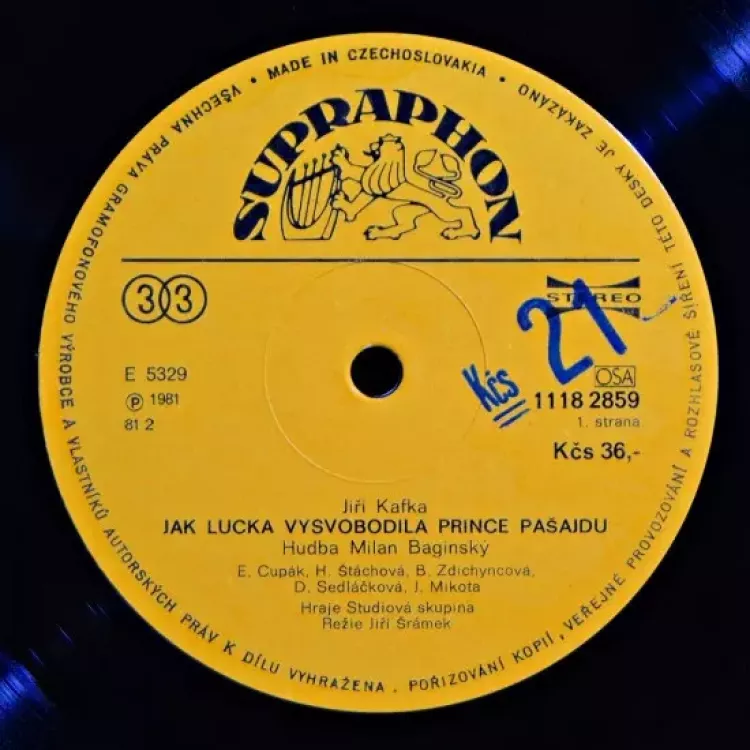 VŠECHNA PRÁVA GRAMOFONOVÉHO VÝROBCE A VLASTNÍKŮ AUTORSKÝCH PRÁV K DÍLU VYHRAŽENA . POŘIZOVÁNÍ KOPIÍ, VEŘEJNÉ PROVOZOVÁNÍ A ROZHLASOVÉ ŠÍŘENÍ TÉTO DESKY JE ZAKÁZÁNO • MADE IN CZECHOSLOVAKIA •
SUPRAPHON
33
STEREO
21-
Kčs
E 5329
OSA
Ⓟ 1981
1118 2859
81 2
1. strana
Kčs 36,-
Jiří Kafka
JAK LUCKA VYSVOBODILA PRINCE PAŠAJDU
Hudba Milan Baginský
E. Cupák, H. Štáchová, B. Zdichyncová,
D. Sedláčková, J. Mikota
Hraje Studiová skupina
Režie Jiří Šrámek